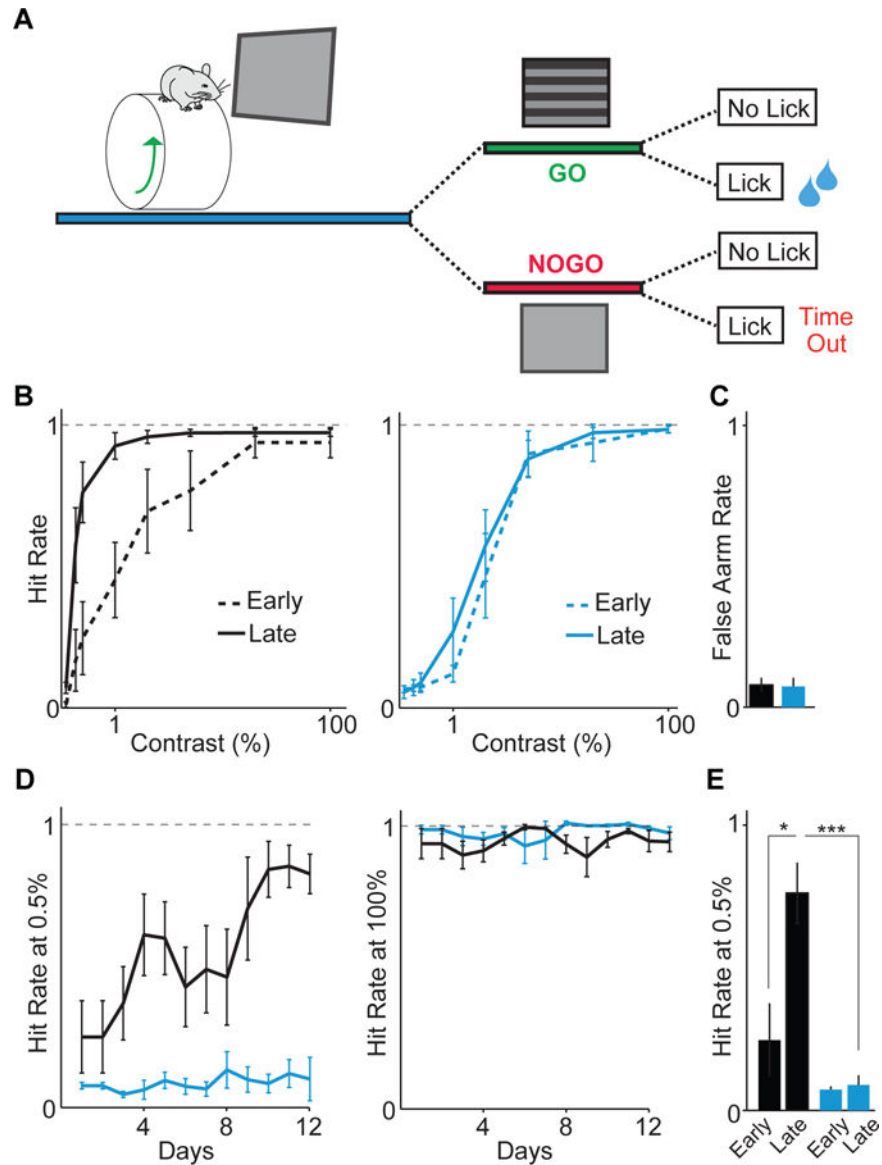 A
No Lick
GO
Lick
NOGO
No Lick
Lick
Time
Out
B
1
Hit Rate
Early
Late
0
1
100
Contrast (%)
Early
Late
1
100
Contrast (%)
C
1
False Aarm Rate
0
D
1
Hit Rate at 0.5%
0
4
8
12
Days
1
Hit Rate at 100%
0
4
8
12
Days
E
1
*
***
Hit Rate at 0.5%
0
Early
Late
Early
Late